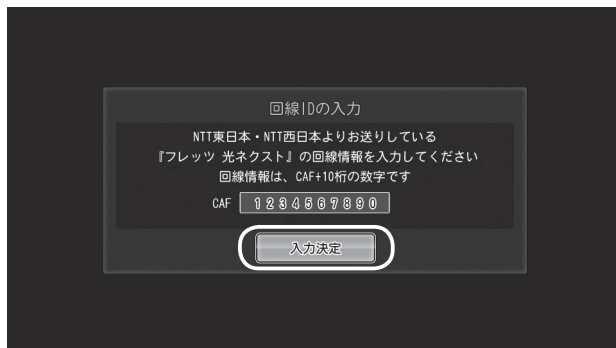 回線IDの入力
NTT東日本・NTT西日本よりお送りしている
『フレッツ 光ネクスト』の回線情報を入力してください
回線情報は、CAF+10桁の数字です
CAF 1234567890
入力決定